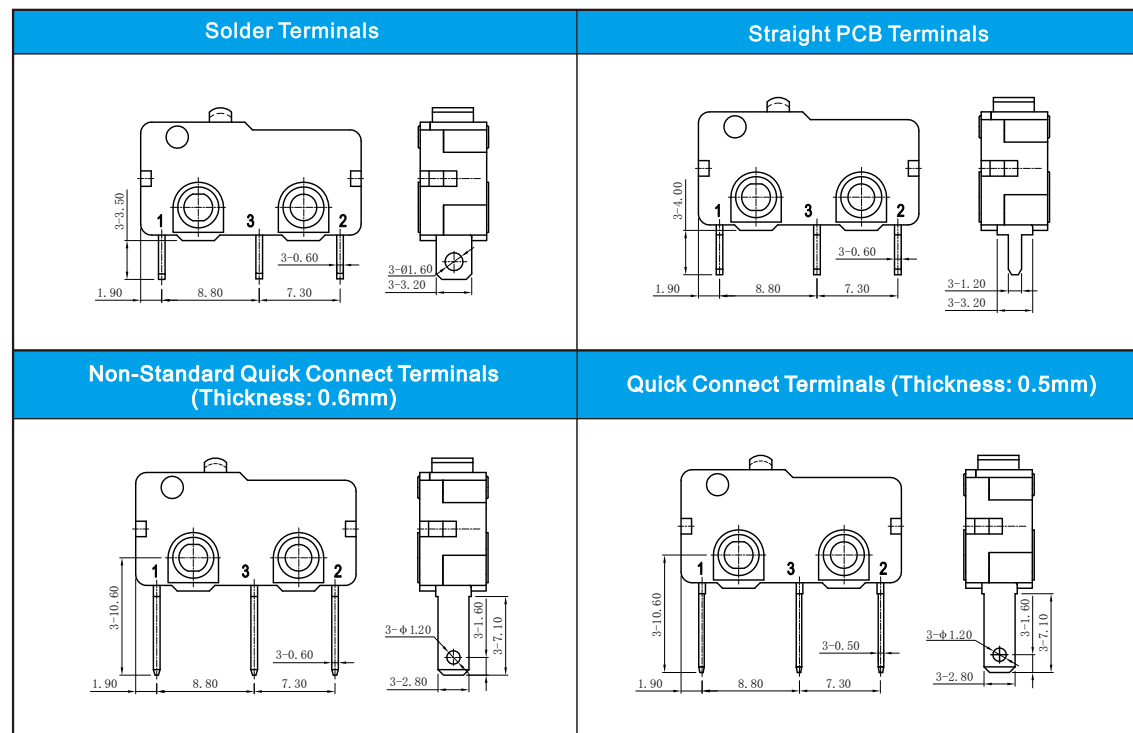 Solder Terminals
Straight PCB Terminals
3-3.50
1 3 2
3-0.60
3-Ø1.60
3-3.20
1.90 8.80 7.30
3-4.00
1 3 2
3-0.60
3-1.20
3-3.20
1.90 8.80 7.30
Non-Standard Quick Connect Terminals
(Thickness: 0.6mm)
Quick Connect Terminals (Thickness: 0.5mm)
3-10.60
1 3 2
3-0.60
1.90 8.80 7.30
3-Φ1.20
3-1.60
3-7.10
3-2.80
3-10.60
1 3 2
3-0.50
1.90 8.80 7.30
3-Φ1.20
3-1.60
3-7.10
3-2.80